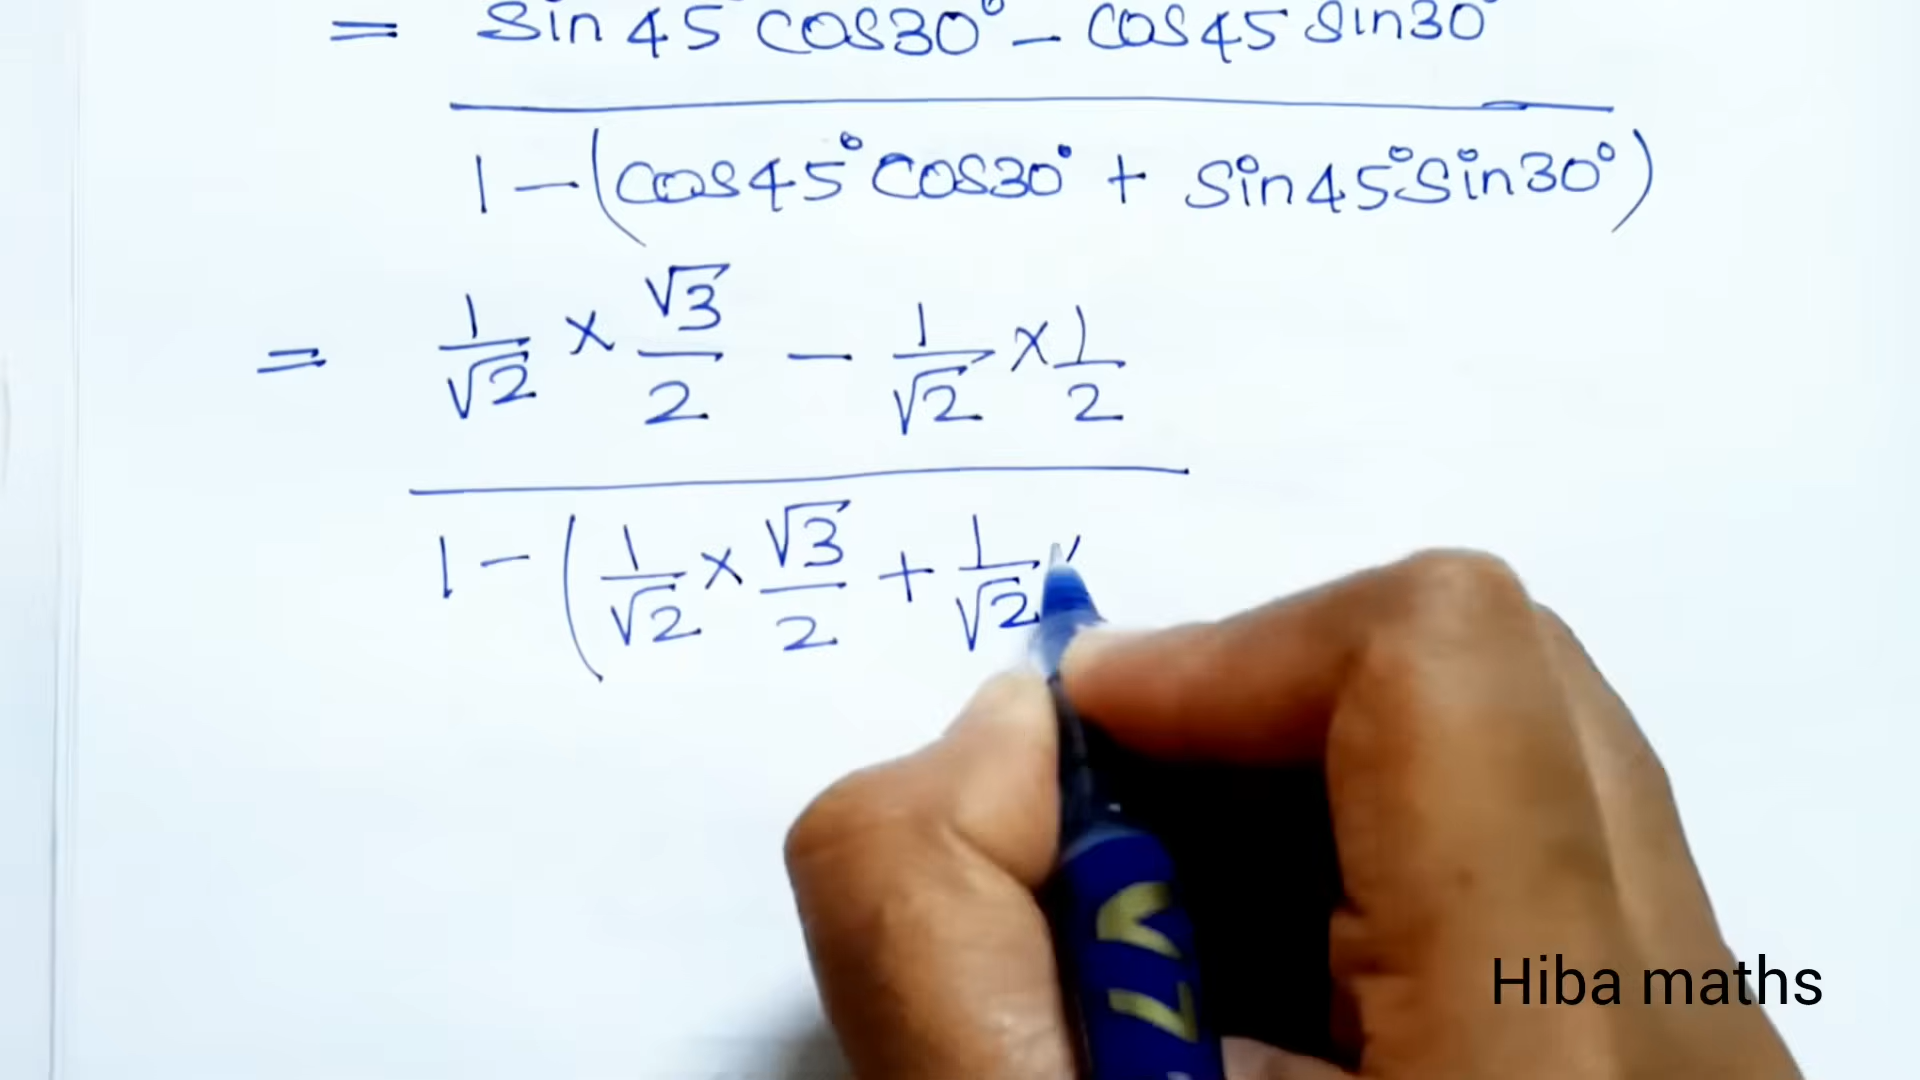 = sin 45° cos30° - cos45 sin30°
1 - (cos45° cos30° + sin45° sin30°)
= 1/√2 × √3/2 - 1/√2 × 1/2
1 - (1/√2 × √3/2 + 1/√2
V7
Hiba maths